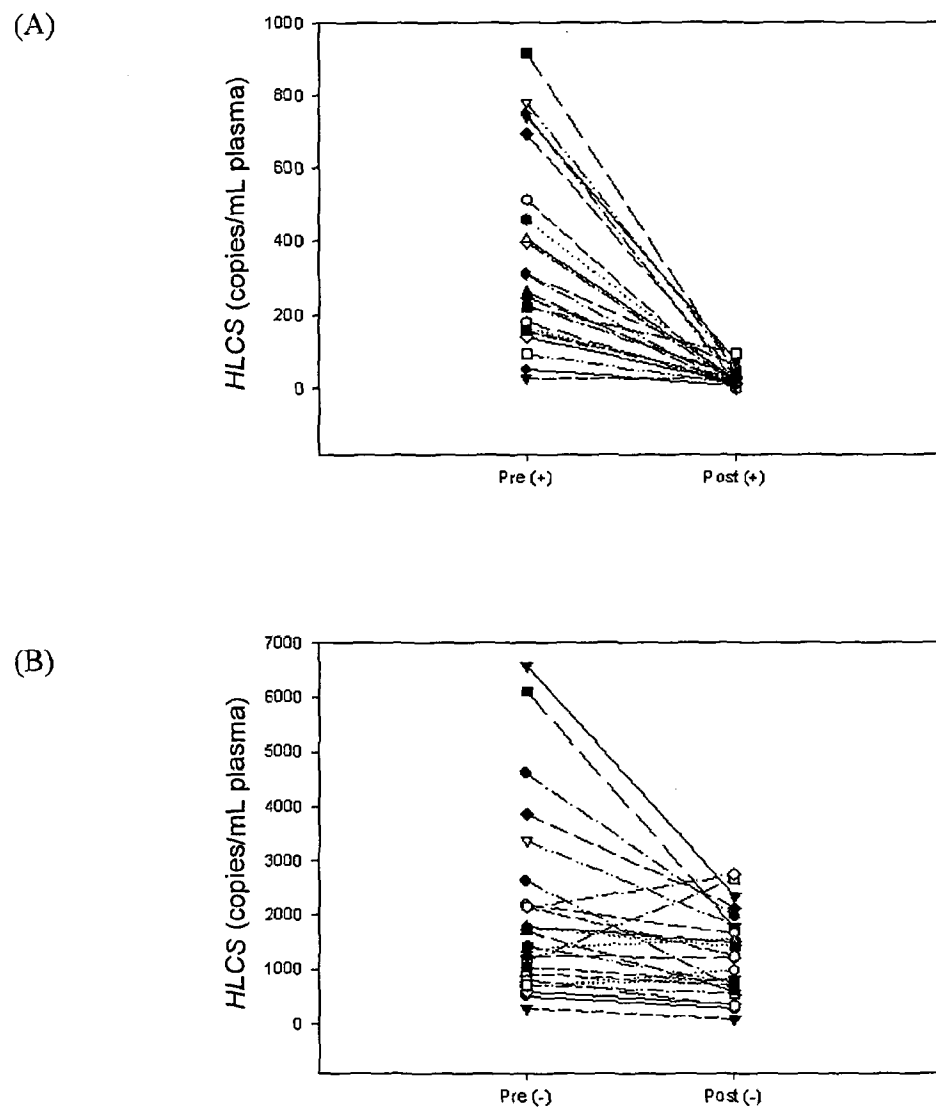 (A)
HLCS (copies/mL plasma)
1000
800
600
400
200
0
Pre (+)
Post (+)
(B)
HLCS (copies/mL plasma)
7000
6000
5000
4000
3000
2000
1000
0
Pre (-)
Post (-)